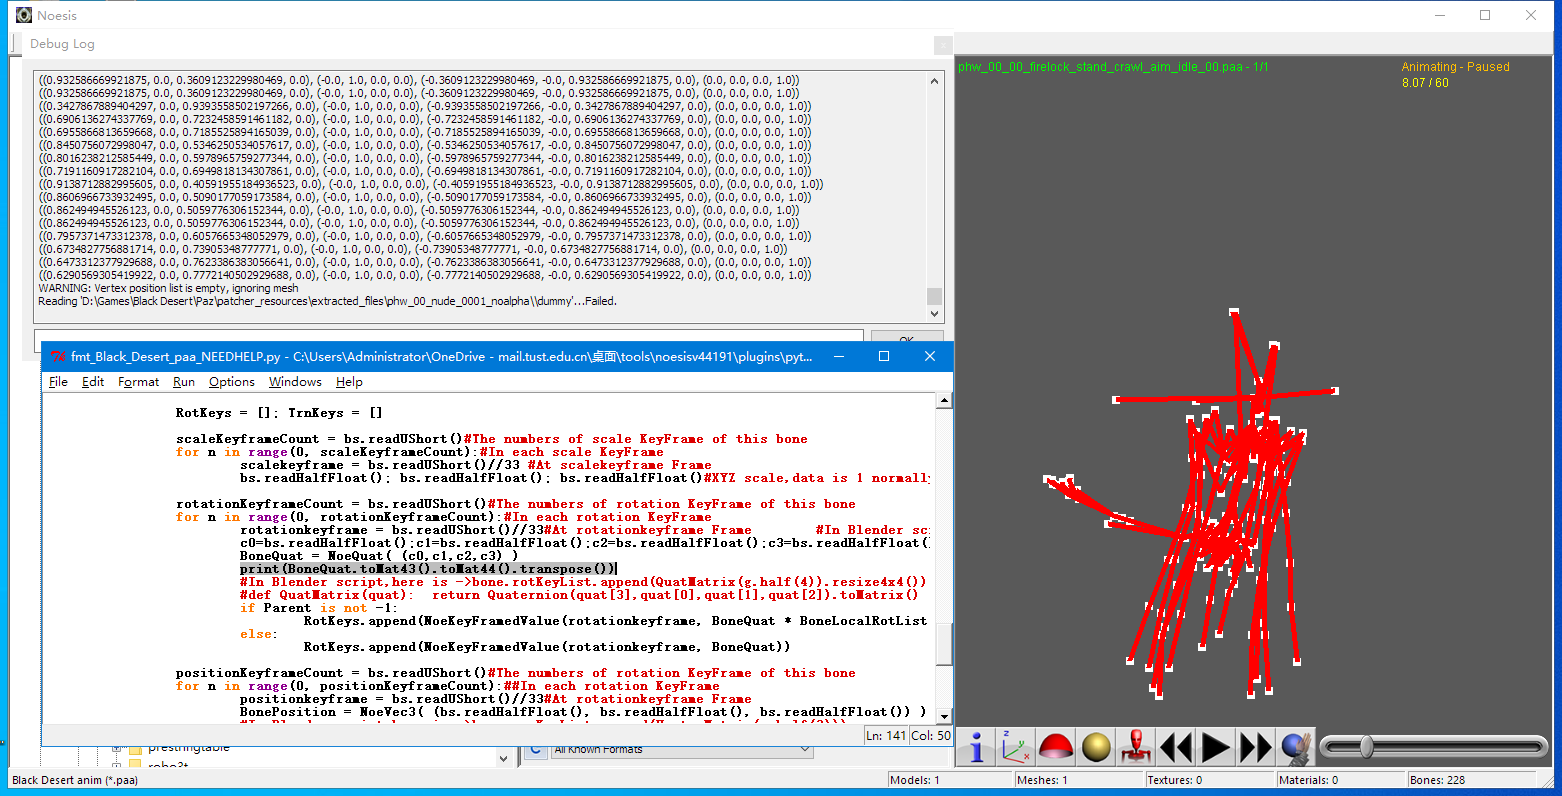 Noesis
Debug Log
((0.932586669921875, 0.0, 0.3609123229980469, 0.0), (-0.0, 1.0, 0.0, 0.0), (-0.3609123229980469, -0.0, 0.932586669921875, 0.0), (0.0, 0.0, 0.0, 1.0))
((0.932586669921875, 0.0, 0.3609123229980469, 0.0), (-0.0, 1.0, 0.0, 0.0), (-0.3609123229980469, -0.0, 0.932586669921875, 0.0), (0.0, 0.0, 0.0, 1.0))
((0.3427867889404297, 0.0, 0.9393558502197266, 0.0), (-0.0, 1.0, 0.0, 0.0), (-0.9393558502197266, -0.0, 0.3427867889404297, 0.0), (0.0, 0.0, 0.0, 1.0))
((0.6906136274337769, 0.0, 0.7232458591461182, 0.0), (-0.0, 1.0, 0.0, 0.0), (-0.7232458591461182, -0.0, 0.6906136274337769, 0.0), (0.0, 0.0, 0.0, 1.0))
((0.6955866813659668, 0.0, 0.7185525894165039, 0.0), (-0.0, 1.0, 0.0, 0.0), (-0.7185525894165039, -0.0, 0.6955866813659668, 0.0), (0.0, 0.0, 0.0, 1.0))
((0.8450756072998047, 0.0, 0.5346250534057617, 0.0), (-0.0, 1.0, 0.0, 0.0), (-0.5346250534057617, -0.0, 0.8450756072998047, 0.0), (0.0, 0.0, 0.0, 1.0))
((0.8016238212585449, 0.0, 0.5978965759277344, 0.0), (-0.0, 1.0, 0.0, 0.0), (-0.5978965759277344, -0.0, 0.8016238212585449, 0.0), (0.0, 0.0, 0.0, 1.0))
((0.7191160917282104, 0.0, 0.6949818134307861, 0.0), (-0.0, 1.0, 0.0, 0.0), (-0.6949818134307861, -0.0, 0.7191160917282104, 0.0), (0.0, 0.0, 0.0, 1.0))
((0.9138712882995605, 0.0, 0.40591955184936523, 0.0), (-0.0, 1.0, 0.0, 0.0), (-0.40591955184936523, -0.0, 0.9138712882995605, 0.0), (0.0, 0.0, 0.0, 1.0))
((0.8606966733932495, 0.0, 0.5090177059173584, 0.0), (-0.0, 1.0, 0.0, 0.0), (-0.5090177059173584, -0.0, 0.8606966733932495, 0.0), (0.0, 0.0, 0.0, 1.0))
((0.862494945526123, 0.0, 0.5059776306152344, 0.0), (-0.0, 1.0, 0.0, 0.0), (-0.5059776306152344, -0.0, 0.862494945526123, 0.0), (0.0, 0.0, 0.0, 1.0))
((0.862494945526123, 0.0, 0.5059776306152344, 0.0), (-0.0, 1.0, 0.0, 0.0), (-0.5059776306152344, -0.0, 0.862494945526123, 0.0), (0.0, 0.0, 0.0, 1.0))
((0.7957371473312378, 0.0, 0.6057665348052979, 0.0), (-0.0, 1.0, 0.0, 0.0), (-0.6057665348052979, -0.0, 0.7957371473312378, 0.0), (0.0, 0.0, 0.0, 1.0))
((0.6734827756881714, 0.0, 0.73905348777771, 0.0), (-0.0, 1.0, 0.0, 0.0), (-0.73905348777771, -0.0, 0.6734827756881714, 0.0), (0.0, 0.0, 0.0, 1.0))
((0.6473312377929688, 0.0, 0.7623386383056641, 0.0), (-0.0, 1.0, 0.0, 0.0), (-0.7623386383056641, -0.0, 0.6473312377929688, 0.0), (0.0, 0.0, 0.0, 1.0))
((0.6290569305419922, 0.0, 0.7772140502929688, 0.0), (-0.0, 1.0, 0.0, 0.0), (-0.7772140502929688, -0.0, 0.6290569305419922, 0.0), (0.0, 0.0, 0.0, 1.0))
WARNING: Vertex position list is empty, ignoring mesh
Reading 'D:\Games\Black Desert\Paz\patcher_resources\extracted_files\phw_00_nude_0001_noalpha\\dummy'...Failed.
OK
phw_00_00_firelock_stand_crawl_aim_idle_00.paa - 1/1
Animating - Paused
8.07 / 60
fmt_Black_Desert_paa_NEEDHELP.py - C:\Users\Administrator\OneDrive - mail.tust.edu.cn\桌面\tools\noesisv44191\plugins\pyt...
File Edit Format Run Options Windows Help
RotKeys = []; TrnKeys = []
scaleKeyframeCount = bs.readUShort()#The numbers of scale KeyFrame of this bone
for n in range(0, scaleKeyframeCount):#In each scale KeyFrame
scalekeyframe = bs.readUShort()//33 #At scalekeyframe Frame
bs.readHalfFloat(); bs.readHalfFloat(); bs.readHalfFloat()#XYZ scale,data is 1 normally
rotationKeyframeCount = bs.readUShort()#The numbers of rotation KeyFrame of this bone
for n in range(0, rotationKeyframeCount):#In each rotation KeyFrame
rotationkeyframe = bs.readUShort()//33#At rotationkeyframe Frame #In Blender scr
c0=bs.readHalfFloat();c1=bs.readHalfFloat();c2=bs.readHalfFloat();c3=bs.readHalfFloat()
BoneQuat = NoeQuat( (c0,c1,c2,c3) )
print(BoneQuat.toMat43().toMat44().transpose())
#In Blender script,here is ->bone.rotKeyList.append(QuatMatrix(g.half(4)).resize4x4())
#def QuatMatrix(quat): return Quaternion(quat[3],quat[0],quat[1],quat[2]).toMatrix()
if Parent is not -1:
RotKeys.append(NoeKeyFramedValue(rotationkeyframe, BoneQuat * BoneLocalRotList
else:
RotKeys.append(NoeKeyFramedValue(rotationkeyframe, BoneQuat))
positionKeyframeCount = bs.readUShort()#The numbers of rotation KeyFrame of this bone
for n in range(0, positionKeyframeCount):##In each rotation KeyFrame
positionkeyframe = bs.readUShort()//33#At rotationkeyframe Frame
BonePosition = NoeVec3( (bs.readHalfFloat(), bs.readHalfFloat(), bs.readHalfFloat()) )
Ln: 141 Col: 50
prestringtable
All Known Formats
Black Desert anim (*.paa)
Models: 1
Meshes: 1
Textures: 0
Materials: 0
Bones: 228